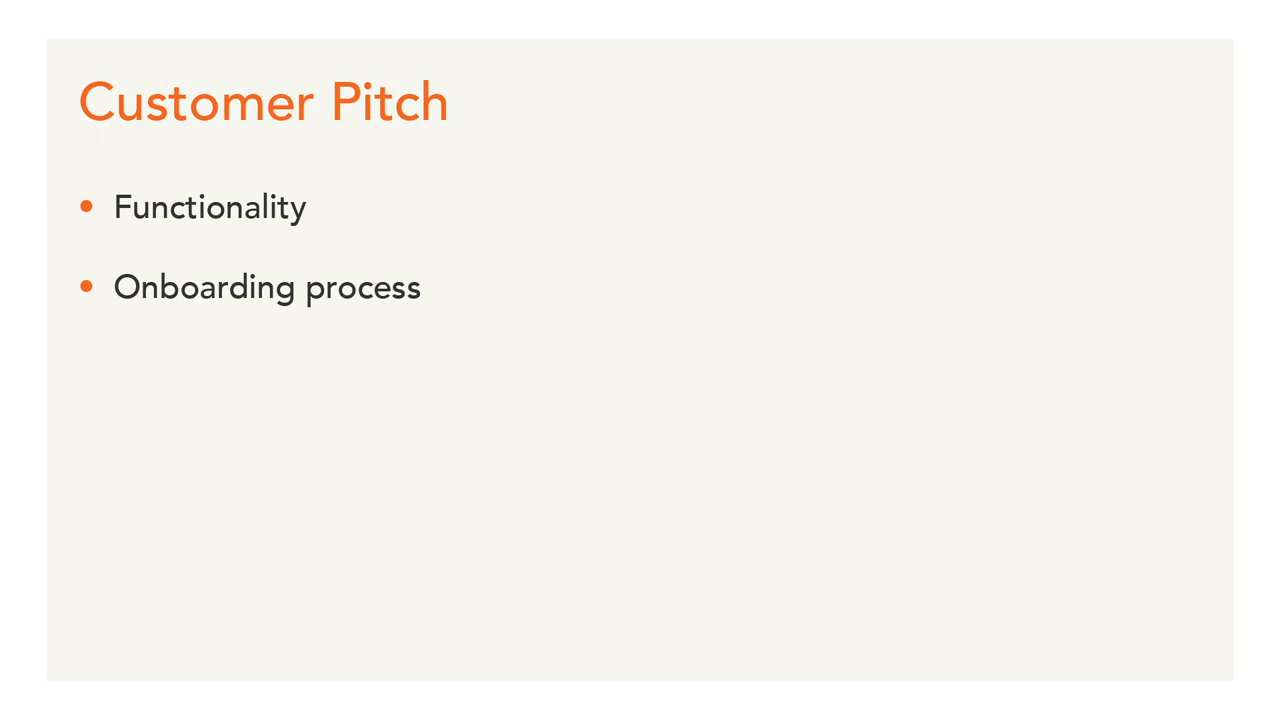 Customer Pitch
• Functionality
• Onboarding process